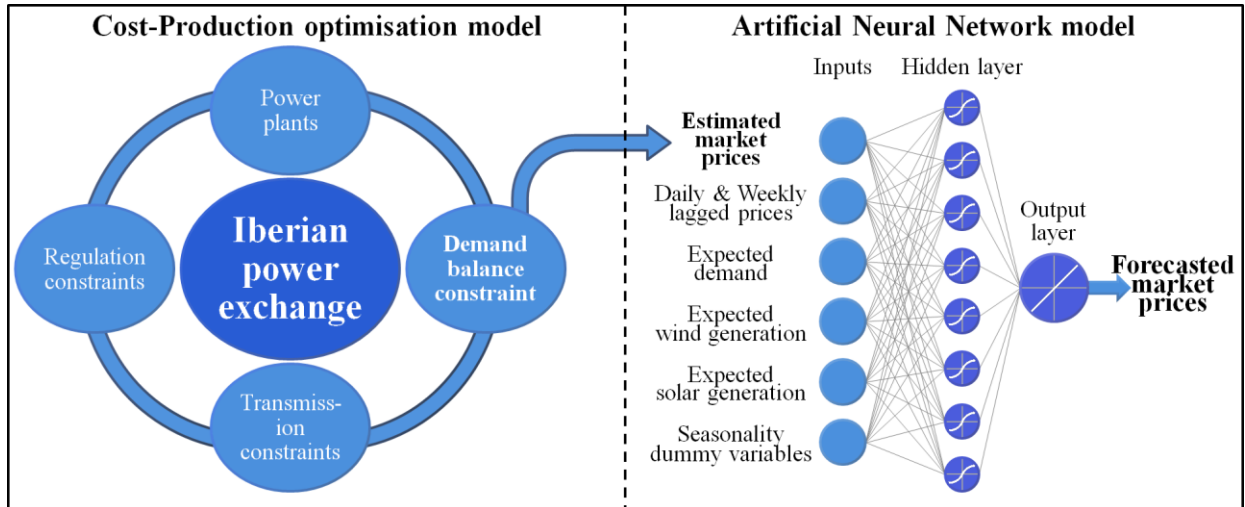 Cost-Production optimisation model
Power
plants
Regulation
constraints
Iberian
power
exchange
Demand
balance
constraint
Transmiss-
ion
constraints
Artificial Neural Network model
Inputs
Hidden layer
Estimated
market
prices
Daily & Weekly
lagged prices
Expected
demand
Expected
wind generation
Expected
solar generation
Seasonality
dummy variables
Output
layer
Forecasted
market
prices